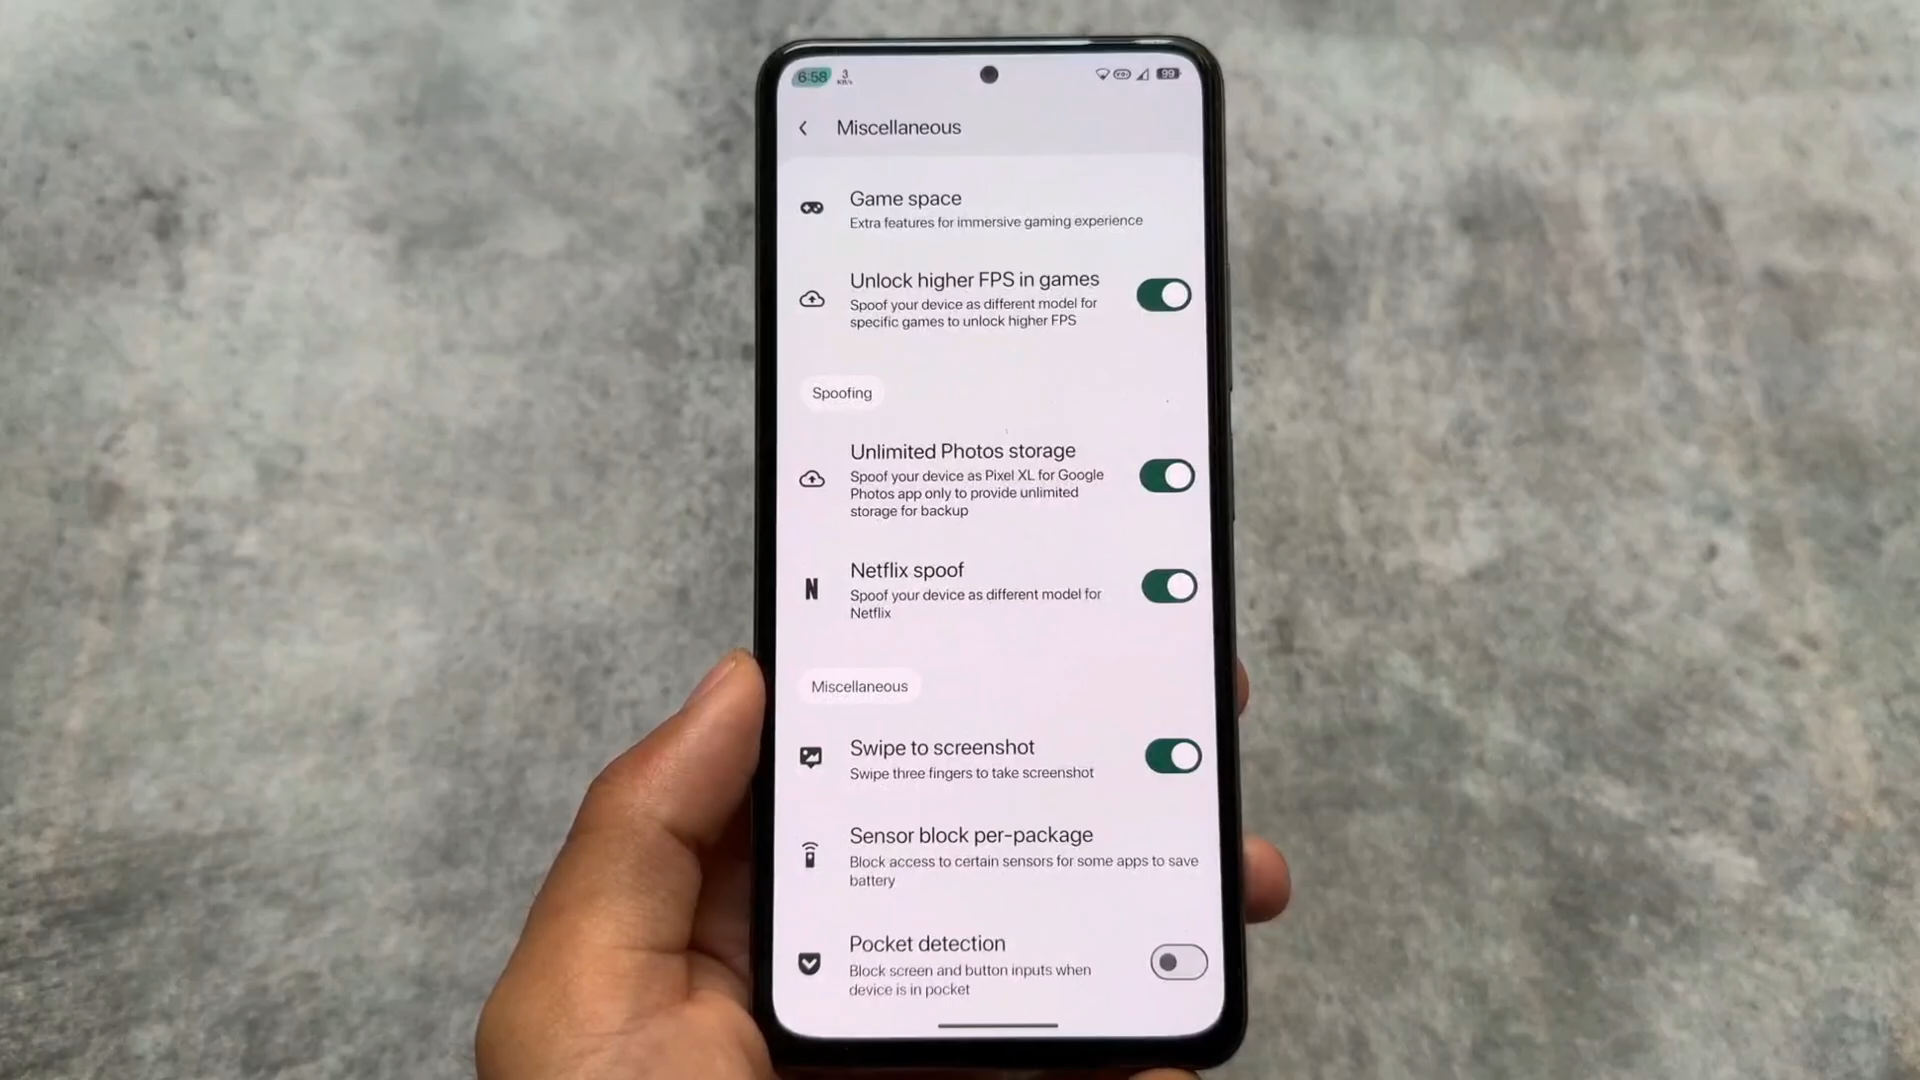 6:58
3
KB/s
99
Miscellaneous
Game space
Extra features for immersive gaming experience
Unlock higher FPS in games
Spoof your device as different model for
specific games to unlock higher FPS
Spoofing
Unlimited Photos storage
Spoof your device as Pixel XL for Google
Photos app only to provide unlimited
storage for backup
N
Netflix spoof
Spoof your device as different model for
Netflix
Miscellaneous
Swipe to screenshot
Swipe three fingers to take screenshot
Sensor block per-package
Block access to certain sensors for some apps to save
battery
Pocket detection
Block screen and button inputs when
device is in pocket